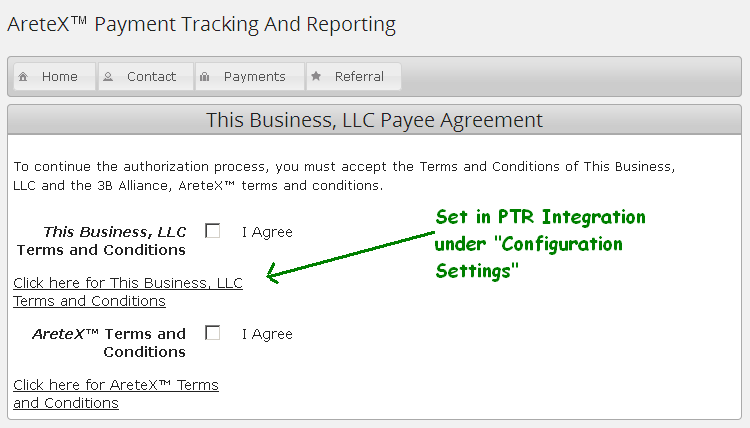 AreteX™ Payment Tracking And Reporting
Home Contact Payments Referral
This Business, LLC Payee Agreement
To continue the authorization process, you must accept the Terms and Conditions of This Business,
LLC and the 3B Alliance, AreteX™ terms and conditions.
This Business, LLC I Agree
Terms and Conditions
Click here for This Business, LLC
Terms and Conditions
Set in PTR Integration
under "Configuration
Settings"
AreteX™ Terms and I Agree
Conditions
Click here for AreteX™ Terms
and Conditions